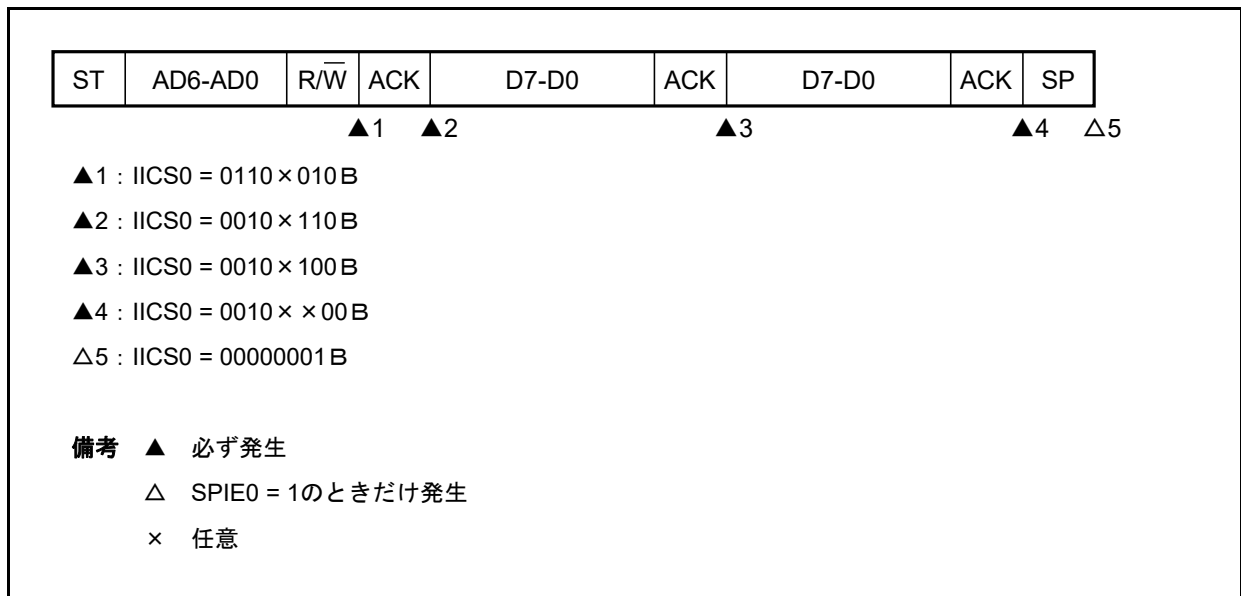 ST AD6-AD0 R/W̅ ACK D7-D0 ACK D7-D0 ACK SP
▲1 ▲2 ▲3 ▲4 △5
▲1：IICS0 = 0110×010B
▲2：IICS0 = 0010×110B
▲3：IICS0 = 0010×100B
▲4：IICS0 = 0010××00B
△5：IICS0 = 00000001B
備考 ▲ 必ず発生
△ SPIE0 = 1のときだけ発生
× 任意